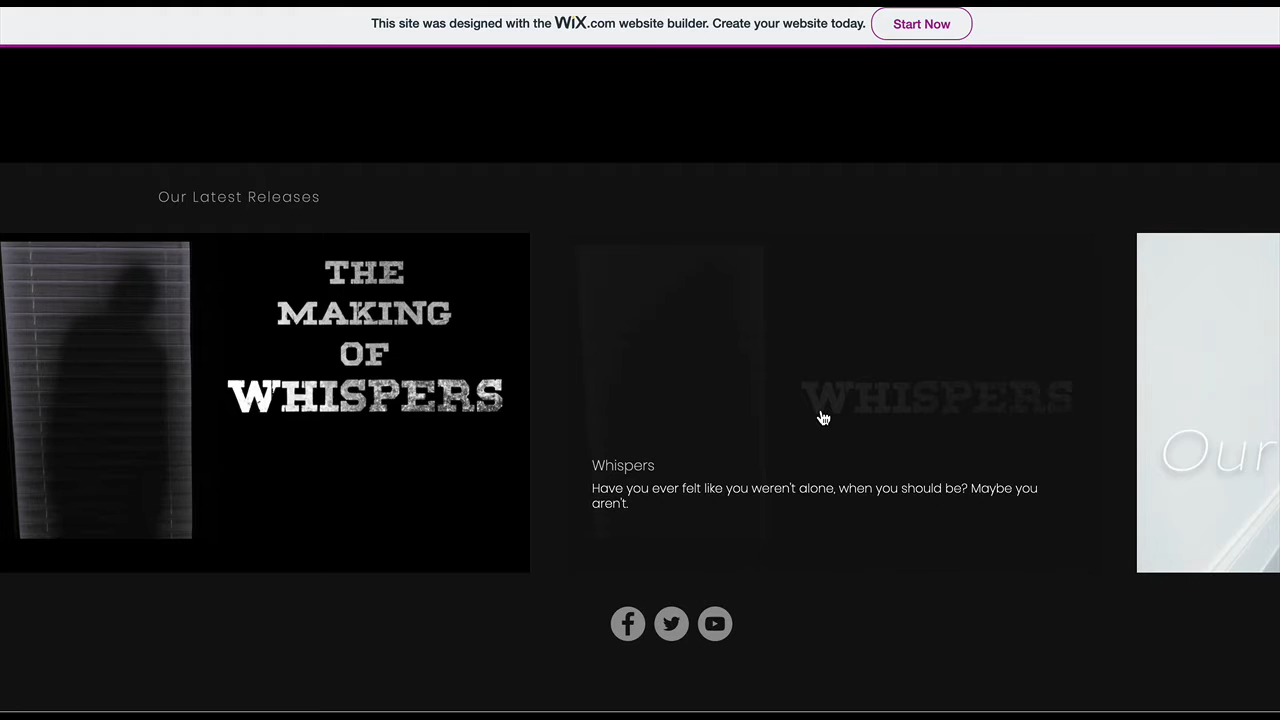 This site was designed with the WiX.com website builder. Create your website today.
Start Now
Our Latest Releases
THE
MAKING
OF
WHISPERS
WHISPERS
Whispers
Have you ever felt like you weren't alone, when you should be? Maybe you
aren't.
Our